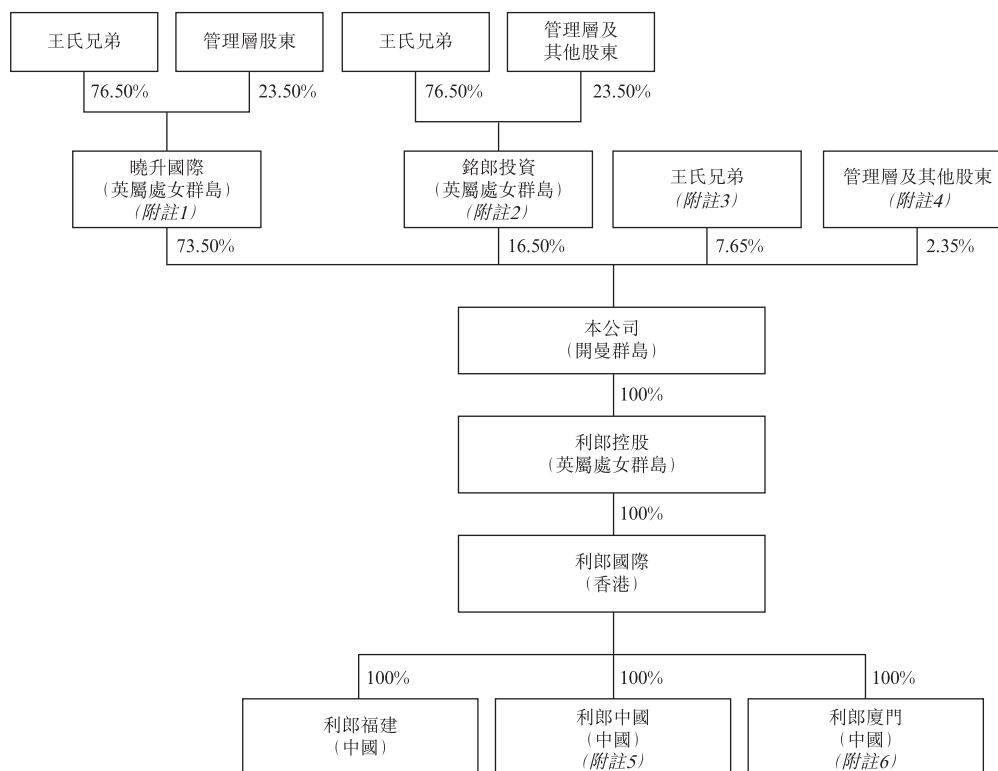 王氏兄弟
管理層股東
王氏兄弟
管理層及
其他股東
76.50%
23.50%
76.50%
23.50%
曉升國際
(英屬處女群島)
(附註1)
銘郎投資
(英屬處女群島)
(附註2)
王氏兄弟
(附註3)
管理層及其他股東
(附註4)
73.50%
16.50%
7.65%
2.35%
本公司
(開曼群島)
100%
利郎控股
(英屬處女群島)
100%
利郎國際
(香港)
100%
100%
100%
利郎福建
(中國)
利郎中國
(中國)
(附註5)
利郎廈門
(中國)
(附註6)